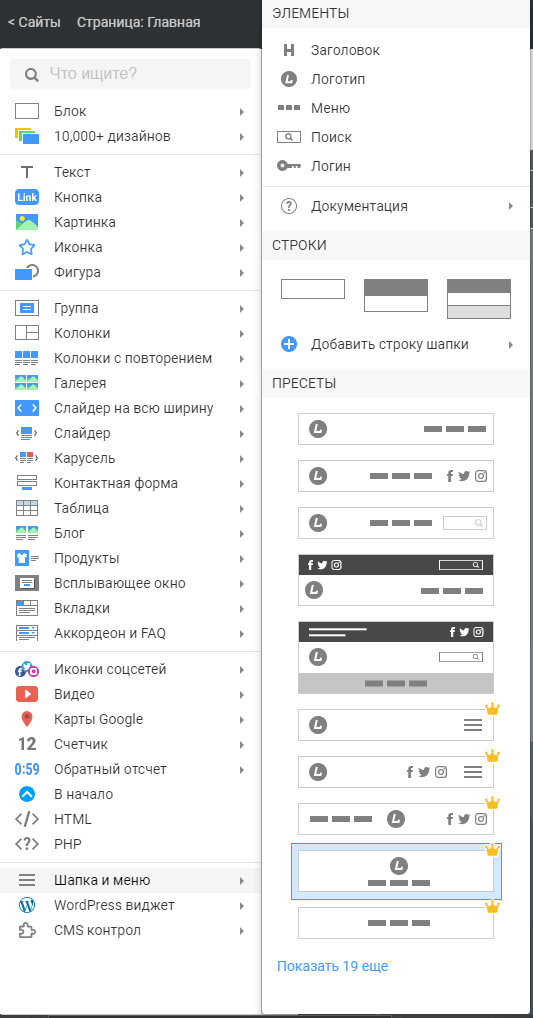 < Сайты Страница: Главная
Что ищите?
Блок
10,000+ дизайнов
Текст
Link Кнопка
Картинка
Иконка
Фигура
Группа
Колонки
Колонки с повторением
Галерея
Слайдер на всю ширину
Слайдер
Карусель
Контактная форма
Таблица
Блог
Продукты
Всплывающее окно
Вкладки
Аккордеон и FAQ
Иконки соцсетей
Видео
Карты Google
12 Счетчик
0:59 Обратный отсчет
В начало
HTML
PHP
Шапка и меню
WordPress виджет
CMS контрол
ЭЛЕМЕНТЫ
H Заголовок
Логотип
Меню
Поиск
Логин
Документация
СТРОКИ
Добавить строку шапки
ПРЕСЕТЫ
Показать 19 еще